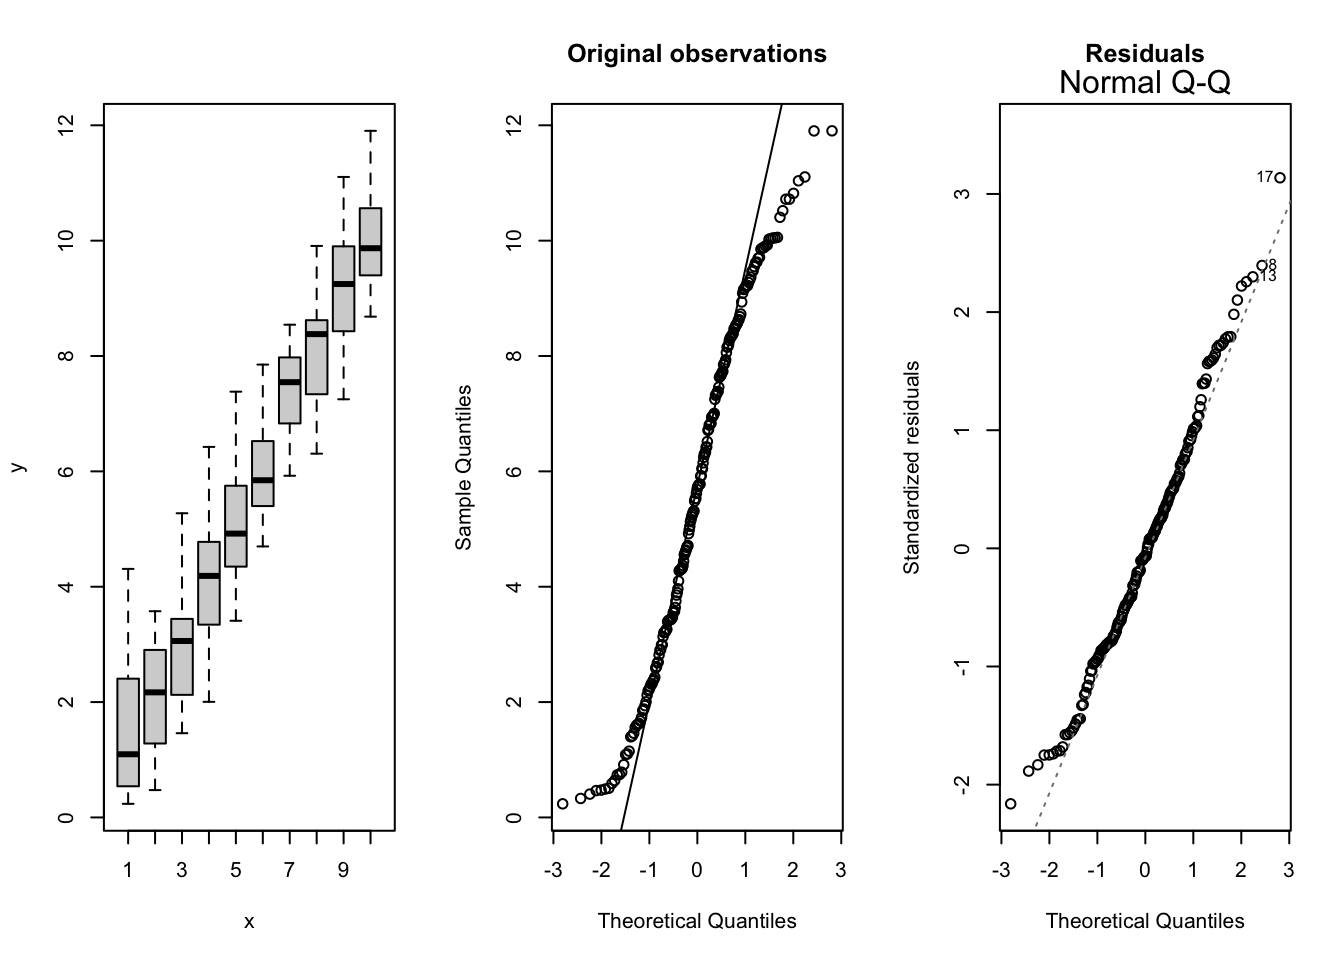 Original observations
Residuals
Normal Q-Q
y
12
10
8
6
4
2
0
1 3 5 7 9
x
Sample Quantiles
12
10
8
6
4
2
0
-3 -2 -1 0 1 2 3
Theoretical Quantiles
Standardized residuals
3
2
1
0
-1
-2
17
13
-3 -2 -1 0 1 2 3
Theoretical Quantiles